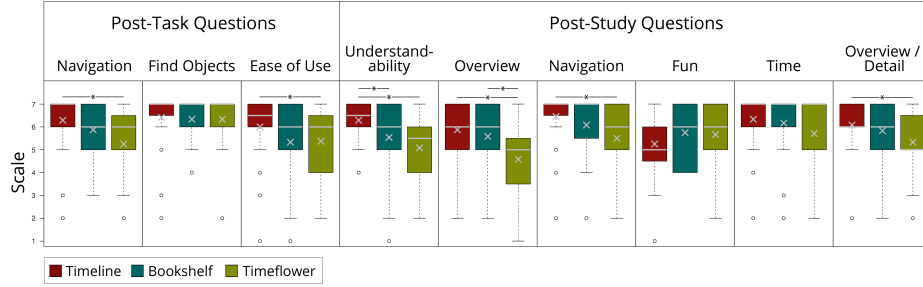 Post-Task Questions
Post-Study Questions
Navigation
Find Objects
Ease of Use
Understand-
ability
Overview
Navigation
Fun
Time
Overview /
Detail
Scale
7
6
5
4
3
2
1
* * * * * * * *
Timeline
Bookshelf
Timeflower